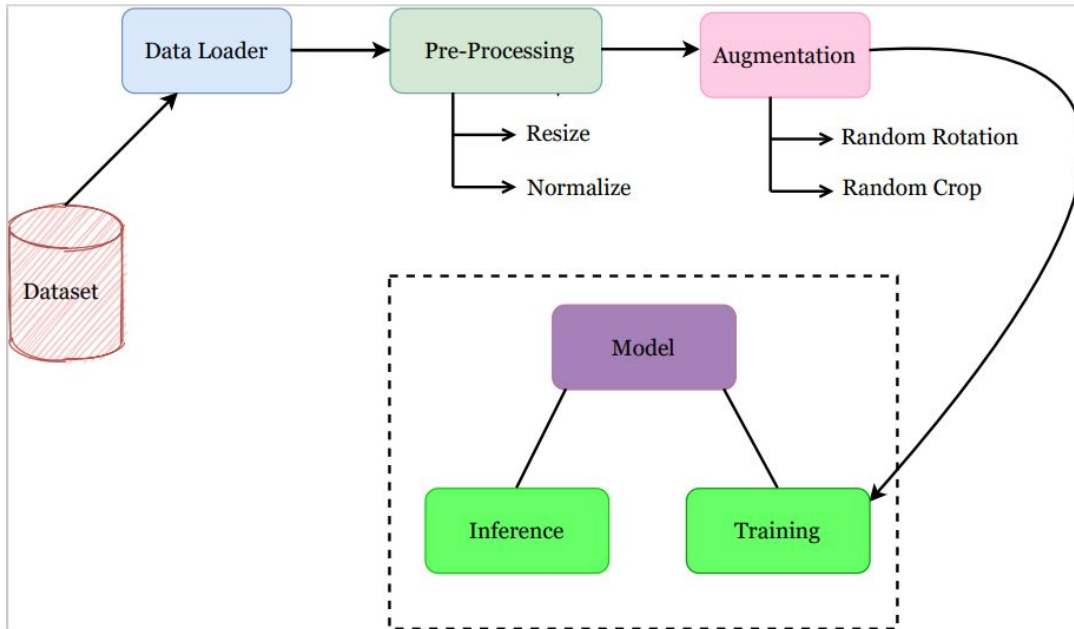 Data Loader
Pre-Processing
Augmentation
Resize
Normalize
Random Rotation
Random Crop
Dataset
Model
Inference
Training